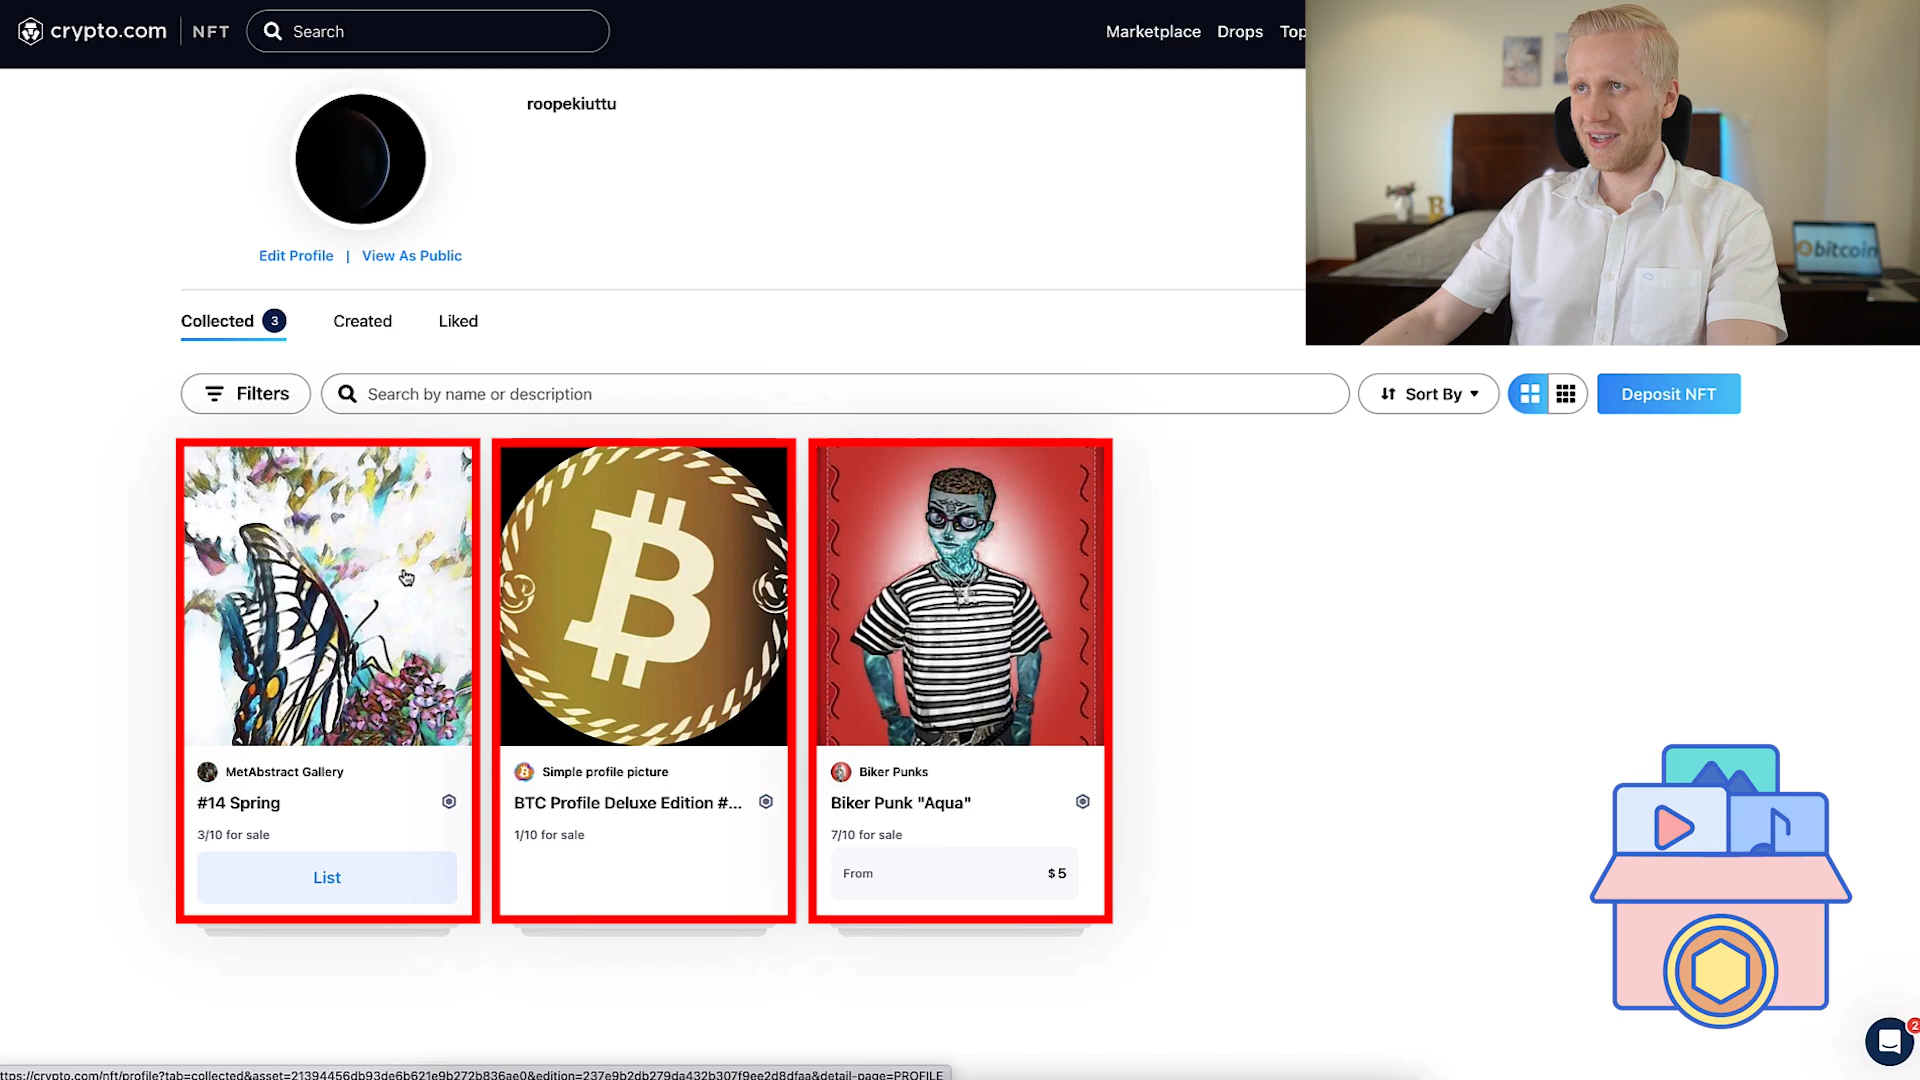 crypto.com NFT Search Marketplace Drops Top
roopekiuttu
Edit Profile | View As Public
Collected 3 Created Liked
Filters Search by name or description Sort By Deposit NFT
bitcoin
MetAbstract Gallery
#14 Spring
3/10 for sale
List
Simple profile picture
BTC Profile Deluxe Edition #...
1/10 for sale
Biker Punks
Biker Punk "Aqua"
7/10 for sale
From $5
2
ttps://crypto.com/nft/profile?tab=collected&asset=21394456db93de6b621e9b272b836ae0&edition=237e9b2db279da432b307f9ee2d8dfaa&detail-page=PROFILE